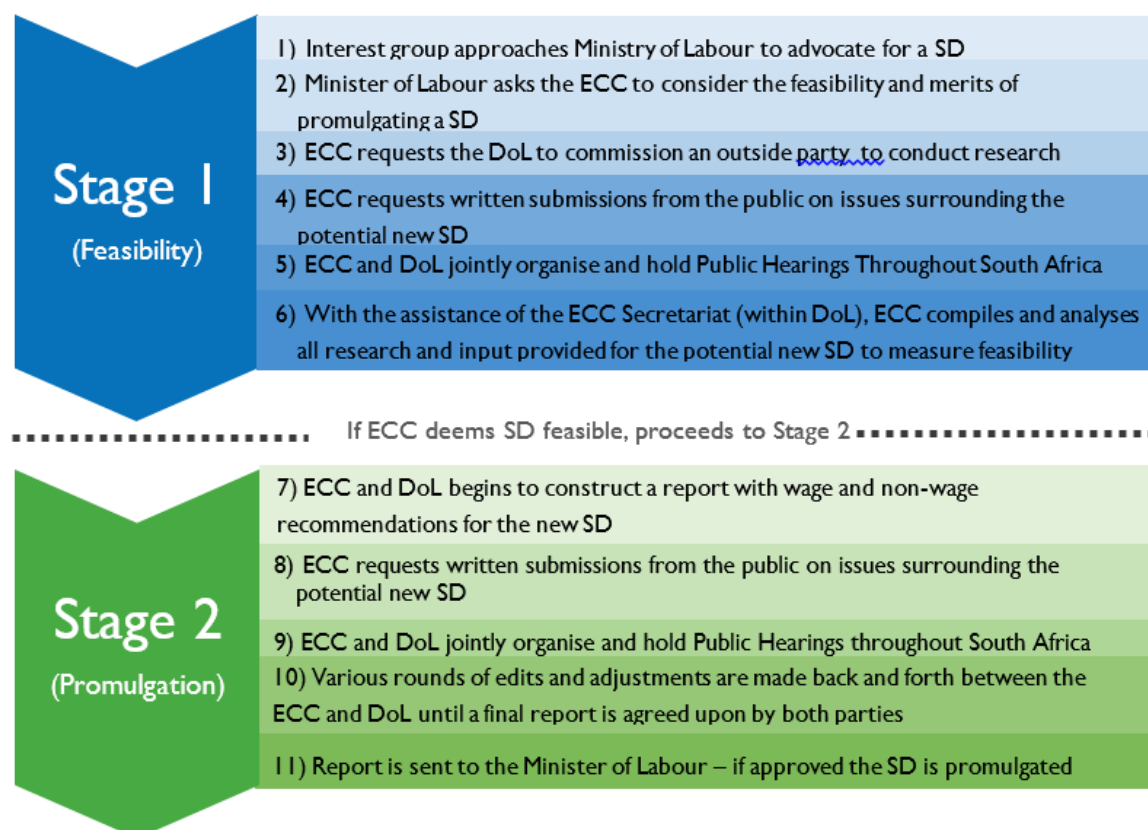 Stage 1
(Feasibility)
1) Interest group approaches Ministry of Labour to advocate for a SD
2) Minister of Labour asks the ECC to consider the feasibility and merits of
promulgating a SD
3) ECC requests the DoL to commission an outside party to conduct research
4) ECC requests written submissions from the public on issues surrounding the
potential new SD
5) ECC and DoL jointly organise and hold Public Hearings Throughout South Africa
6) With the assistance of the ECC Secretariat (within DoL), ECC compiles and analyses
all research and input provided for the potential new SD to measure feasibility
If ECC deems SD feasible, proceeds to Stage 2
Stage 2
(Promulgation)
7) ECC and DoL begins to construct a report with wage and non-wage
recommendations for the new SD
8) ECC requests written submissions from the public on issues surrounding the
potential new SD
9) ECC and DoL jointly organise and hold Public Hearings throughout South Africa
10) Various rounds of edits and adjustments are made back and forth between the
ECC and DoL until a final report is agreed upon by both parties
11) Report is sent to the Minister of Labour – if approved the SD is promulgated